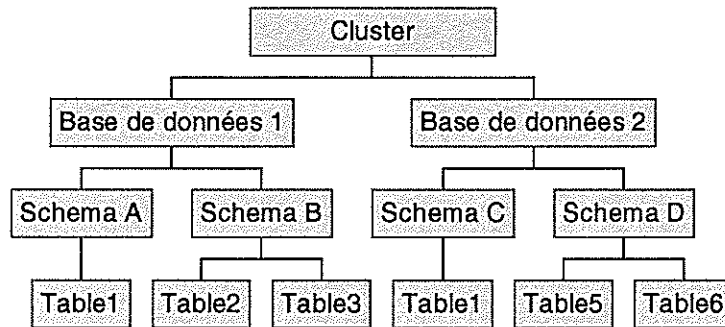 Cluster
Base de données 1
Base de données 2
Schema A
Schema B
Schema C
Schema D
Table1
Table2
Table3
Table1
Table5
Table6